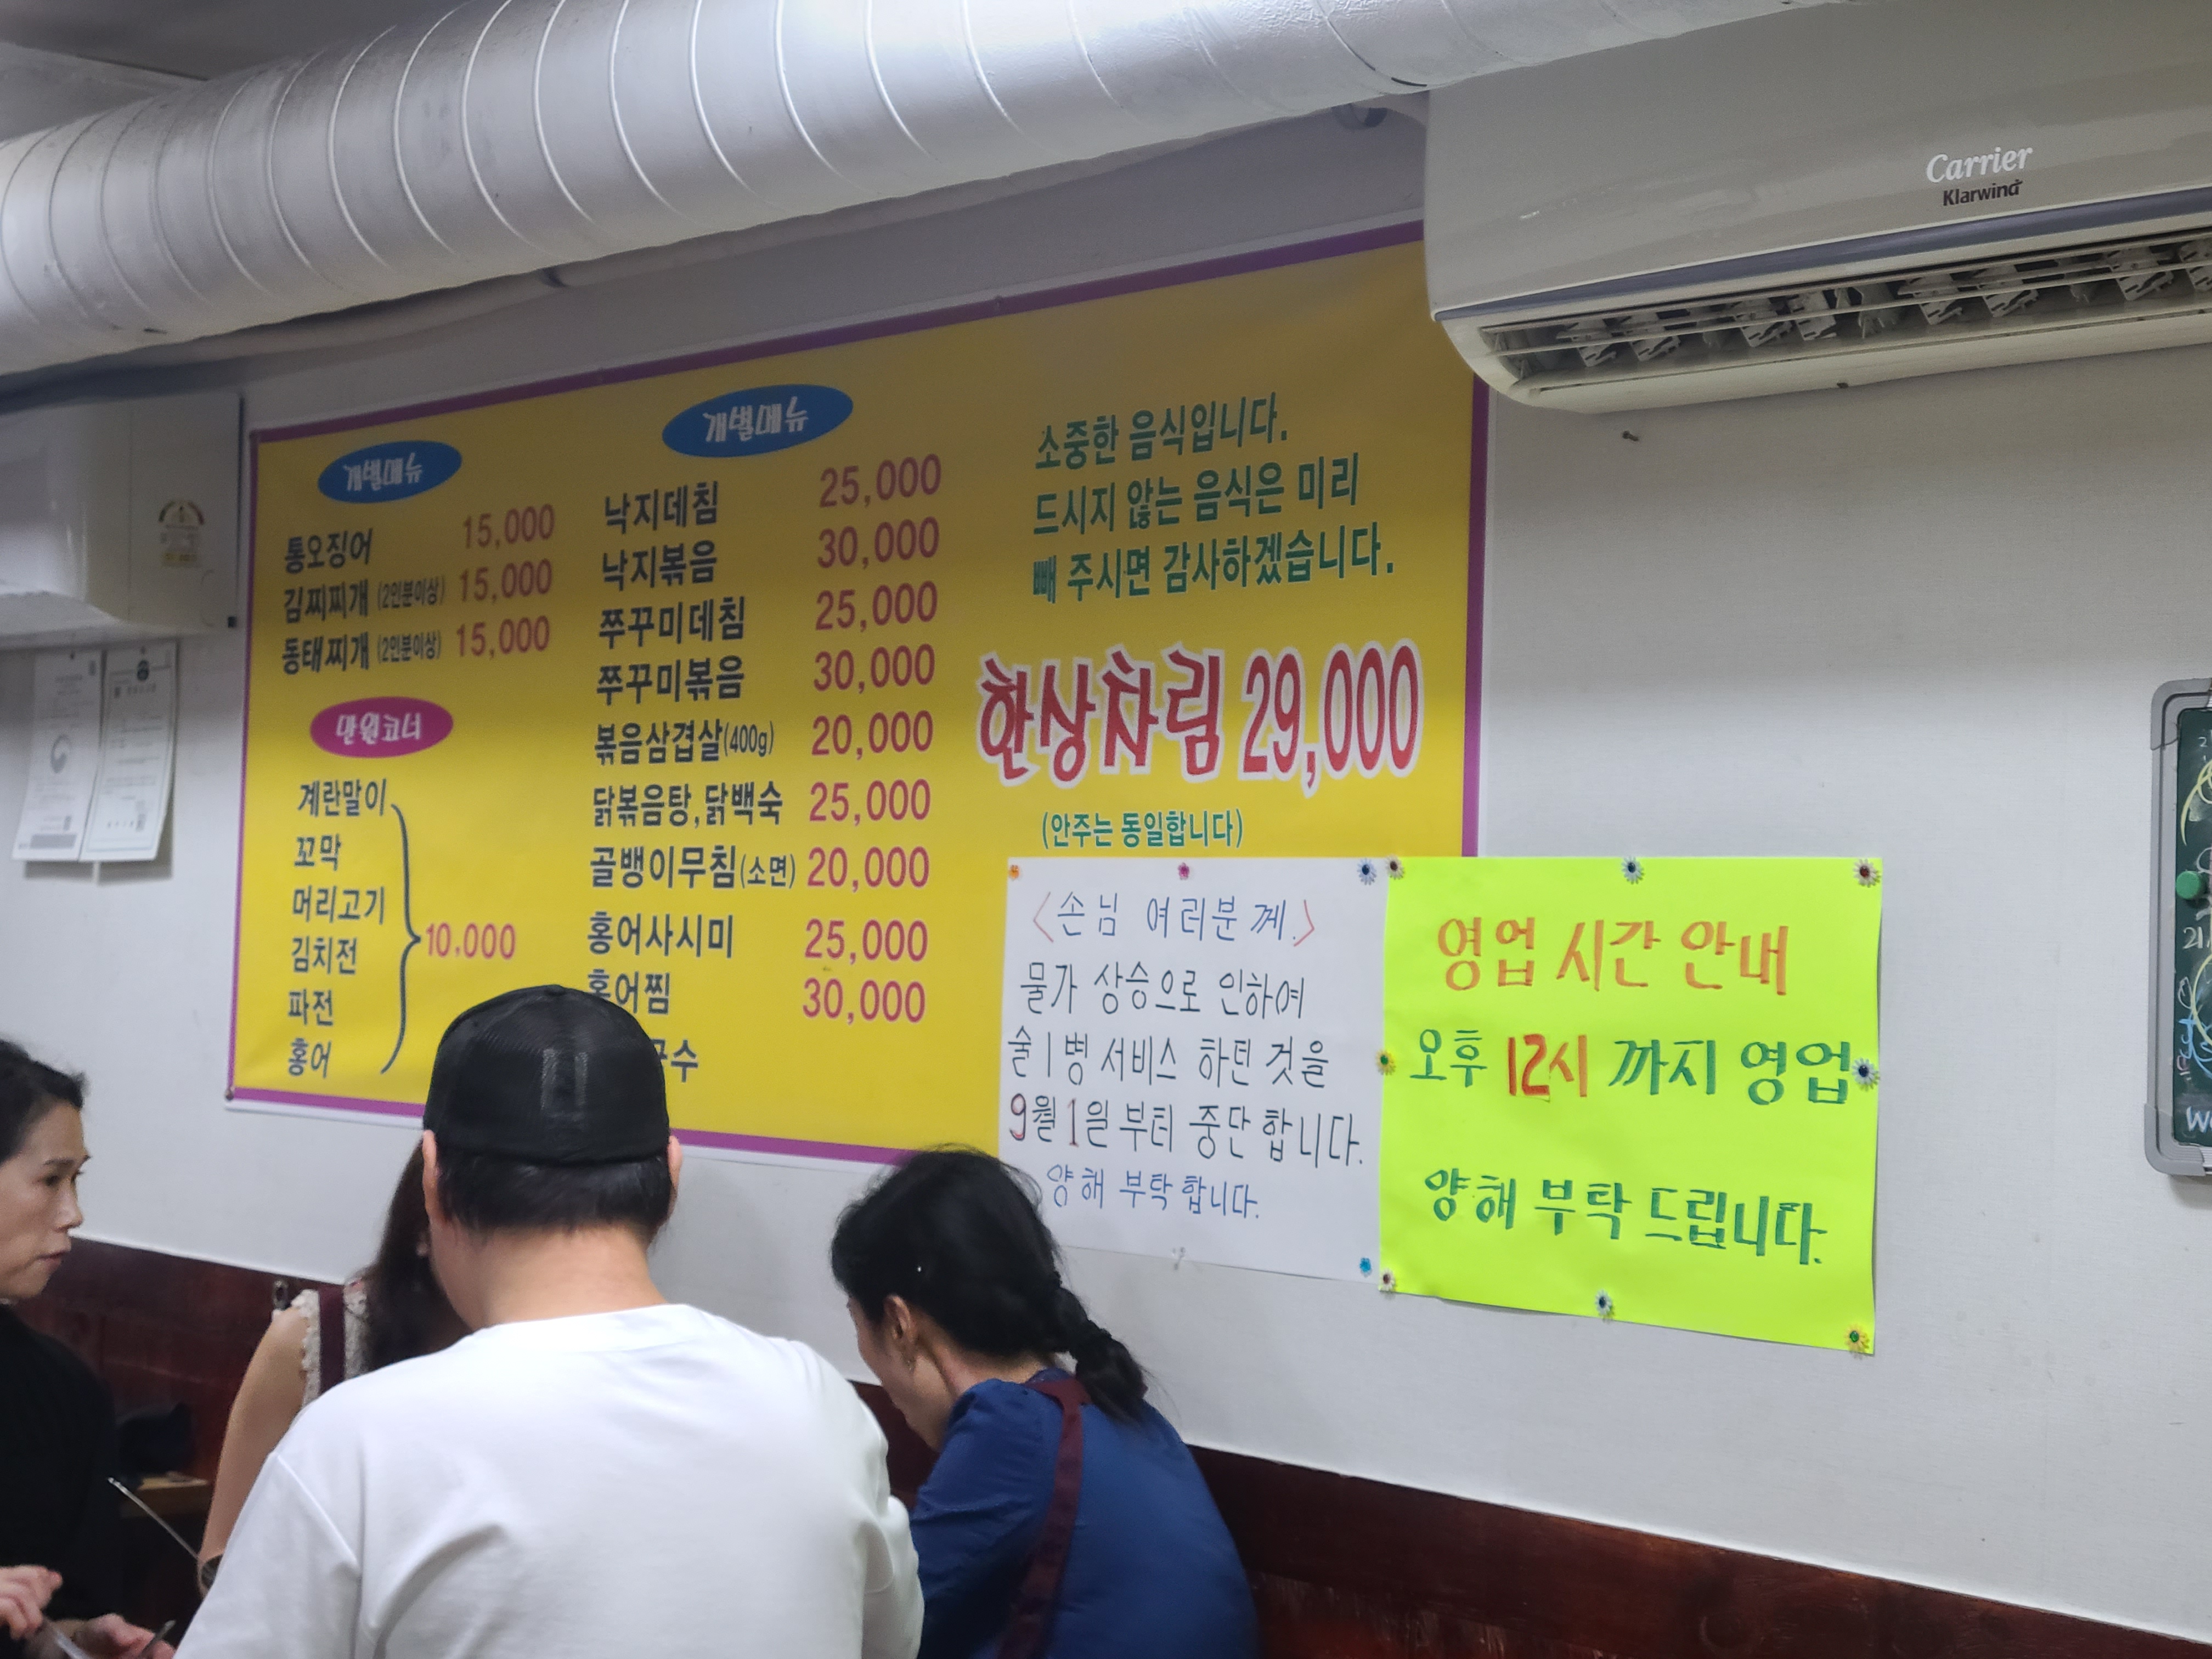 Carrier
Klarwind
개별메뉴
통오징어 15,000
김찌찌개 (2인분이상) 15,000
동태찌개 (2인분이상) 15,000
만원코너
계란말이
꼬막
머리고기
김치전
파전
홍어
10,000
개별메뉴
낙지데침 25,000
낙지볶음 30,000
쭈꾸미데침 25,000
쭈꾸미볶음 30,000
볶음삼겹살(400g) 20,000
닭볶음탕,닭백숙 25,000
골뱅이무침(소면) 20,000
홍어사시미 25,000
홍어찜 30,000
국수
소중한 음식입니다.
드시지 않는 음식은 미리
빼 주시면 감사하겠습니다.
한상차림 29,000
(안주는 동일합니다)
<손님 여러분께.>
물가 상승으로 인하여
술 1병 서비스 하틴 것을
9월 1일 부터 중단 합니다.
양해 부탁 합니다.
영업 시간 안내
오후 12시 까지 영업
양해 부탁 드립니다.